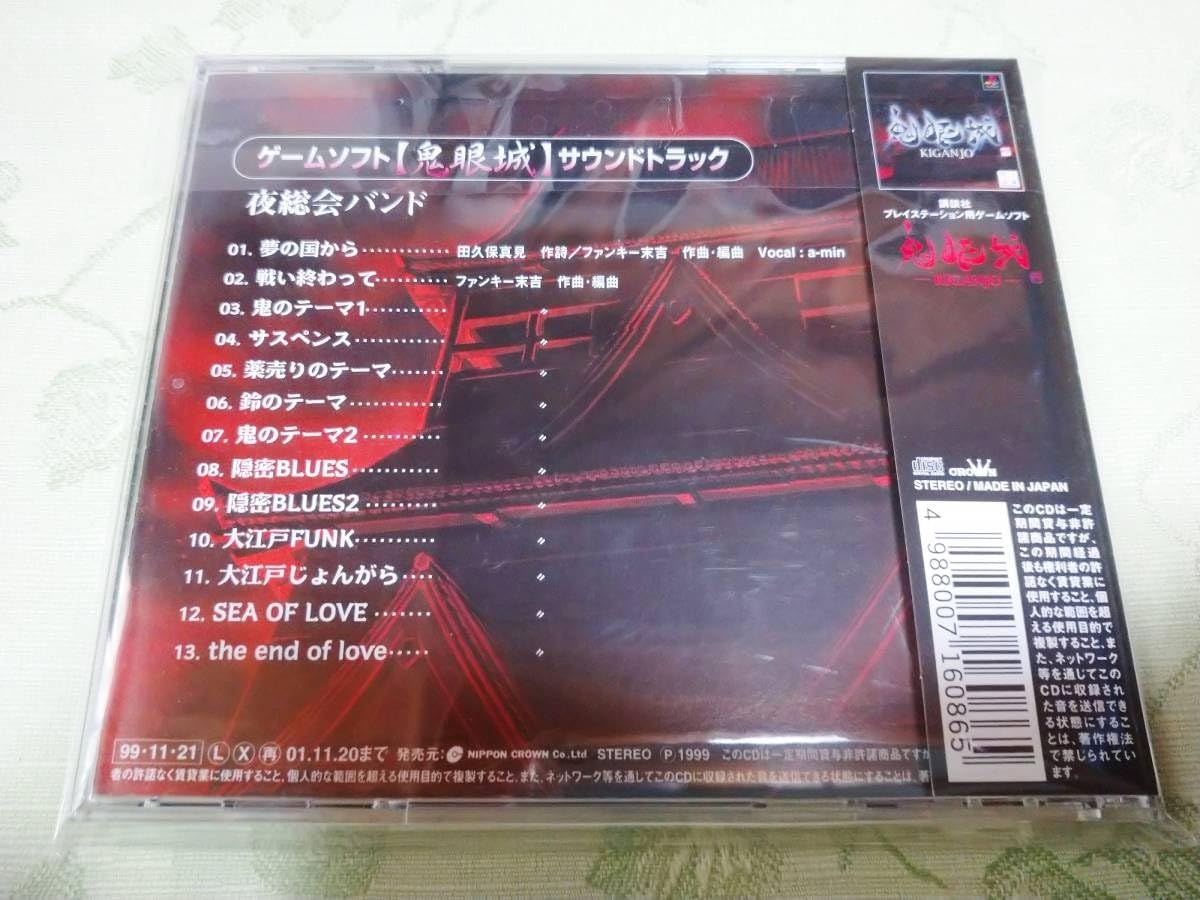 ゲームソフト【鬼眼城】サウンドトラック
夜総会バンド
01. 夢の国から............ 田久保真見 作詩/ファンキー末吉 作曲・編曲 Vocal : a-min
02. 戦い終わって.......... ファンキー末吉 作曲・編曲
03. 鬼のテーマ1........... 〃
04. サスペンス............ 〃
05. 薬売りのテーマ....... 〃
06. 鈴のテーマ............ 〃
07. 鬼のテーマ2.......... 〃
08. 隠密BLUES........... 〃
09. 隠密BLUES2.......... 〃
10. 大江戸FUNK.......... 〃
11. 大江戸じょんがら.... 〃
12. SEA OF LOVE ....... 〃
13. the end of love..... 〃
99・11・21 Ⓛ Ⓧ 再 01.11.20まで 発売元: NIPPON CROWN Co.,Ltd STEREO Ⓟ1999 このCDは一定期間貸与非許諾商品ですが
者の許諾なく賃貸業に使用すること、個人的な範囲を超える使用目的で複製すること、また、ネットワーク等を通じてこのCDに収録された音を送信できる状態にすることは、著
KIGANJO
講談社
プレイステーション用ゲームソフト
鬼眼城
KIGANJO
CROWN
STEREO / MADE IN JAPAN
4 988007 160865
このCDは一定
期間貸与非許
諾商品ですが、
この期間経過
後も権利者の許
諾なく賃貸業に
使用すること、個
人的な範囲を超
える使用目的で
複製すること、ま
た、ネットワーク
等を通じてこの
CDに収録され
た音を送信でき
る状態にするこ
とは、著作権法
で禁じられてい
ます。